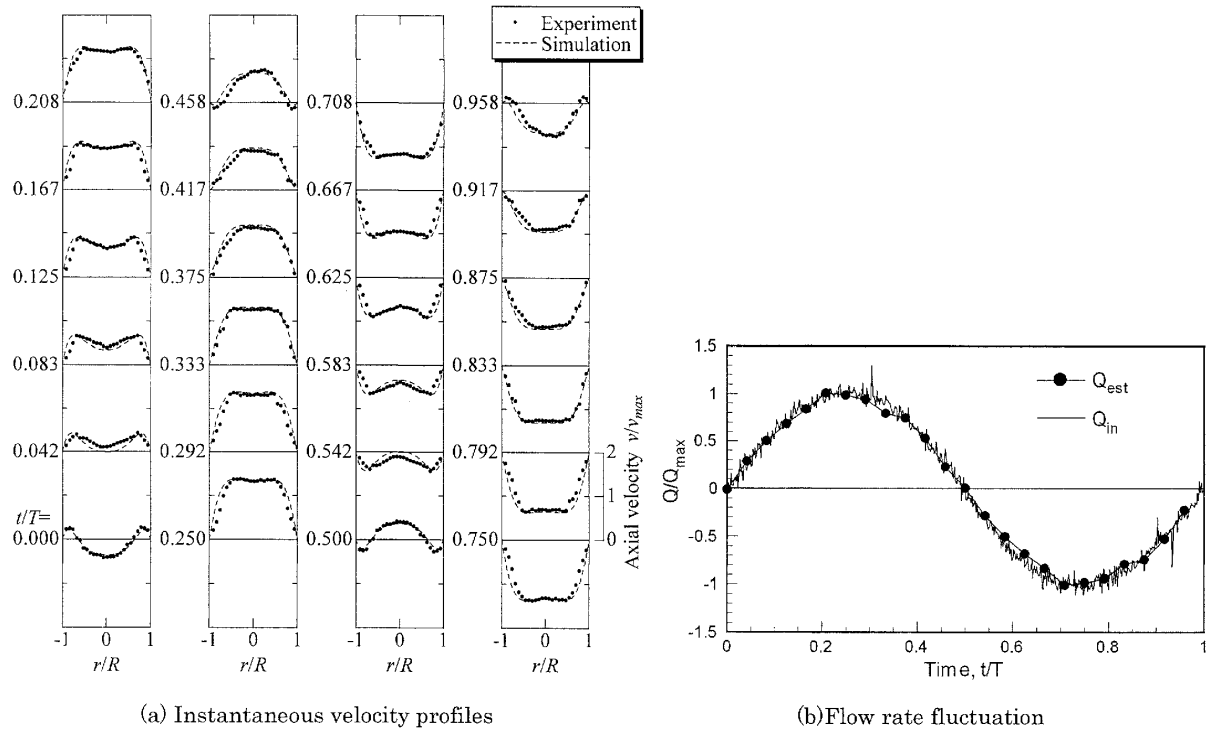 Experiment
Simulation
0.208
0.458
0.708
0.958
0.167
0.417
0.667
0.917
0.125
0.375
0.625
0.875
0.083
0.333
0.583
0.833
0.042
0.292
0.542
0.792
t/T=
0.000
0.250
0.500
0.750
2
1
0
Axial velocity v/vmax
-1 0 1
-1 0 1
-1 0 1
-1 0 1
r/R
r/R
r/R
r/R
(a) Instantaneous velocity profiles
1.5
1
0.5
0
-0.5
-1
-1.5
Q/Qmax
Qest
Qin
0 0.2 0.4 0.6 0.8 1
Time, t/T
(b)Flow rate fluctuation